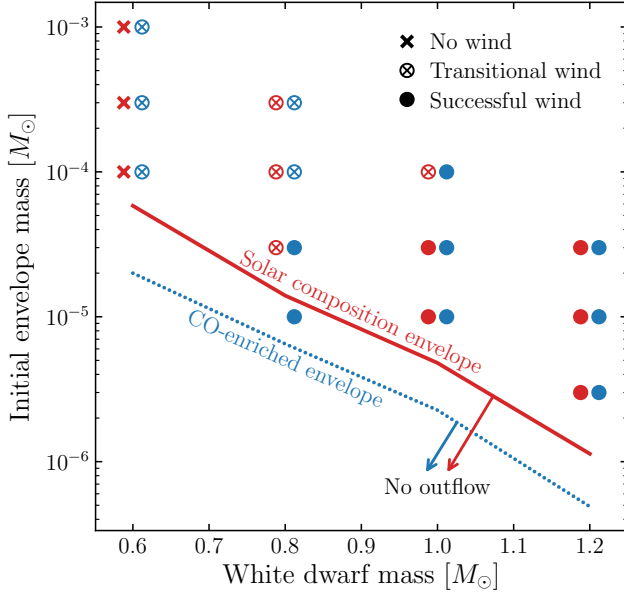 10⁻³
10⁻⁴
10⁻⁵
10⁻⁶
Initial envelope mass [M⊙]
No wind
Transitional wind
Successful wind
Solar composition envelope
CO-enriched envelope
No outflow
0.6 0.7 0.8 0.9 1.0 1.1 1.2
White dwarf mass [M⊙]